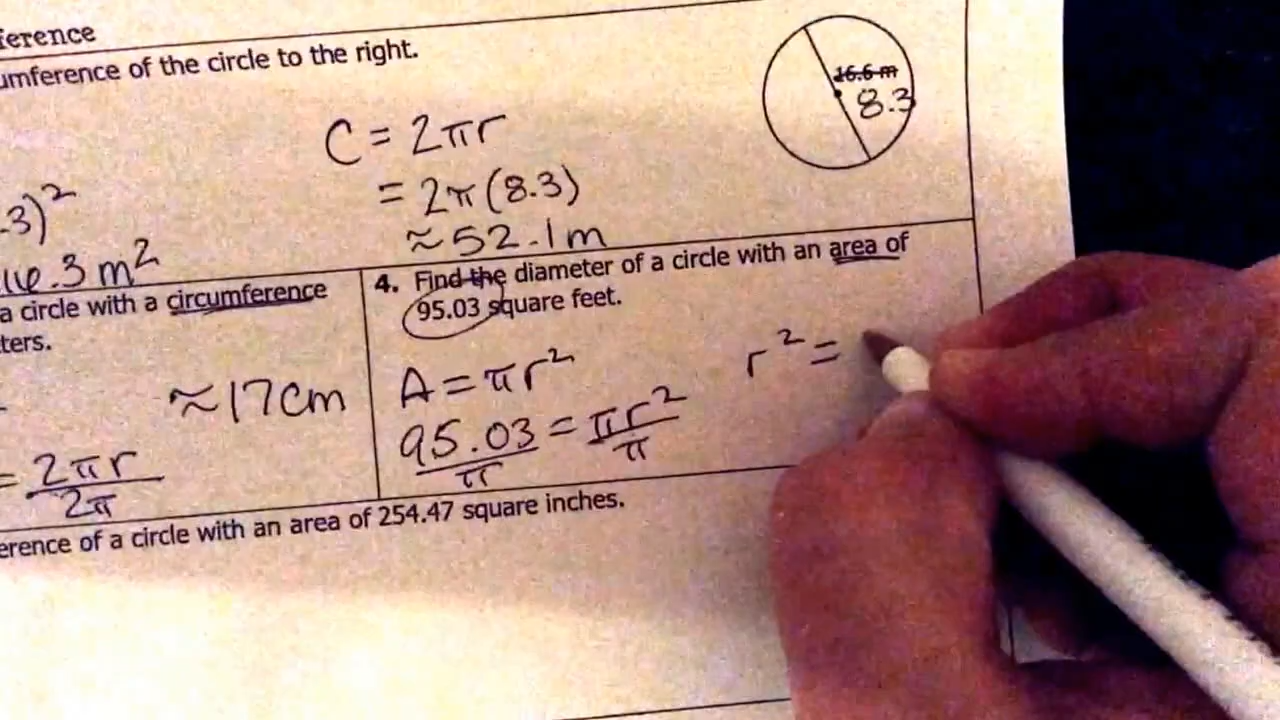 ference
umference of the circle to the right.
16.6 m
8.3
C = 2πr
= 2π(8.3)
≈ 52.1m
.3)²
16.3 m²
a circle with a circumference
ters.
≈17cm
= 2πr
2π
4. Find the diameter of a circle with an area of
95.03 square feet.
A = πr²
95.03 = πr²
π π
r² =
erence of a circle with an area of 254.47 square inches.